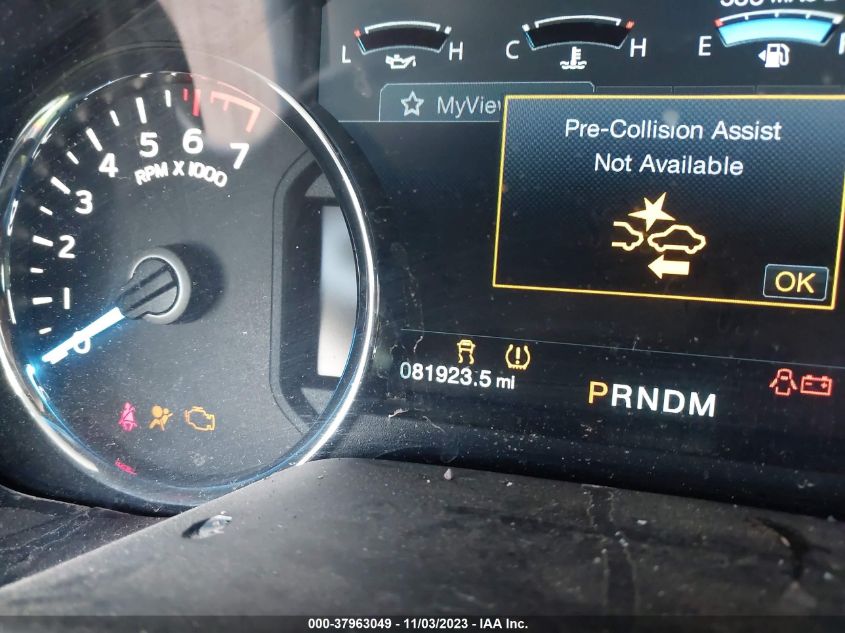 L H C H E
MyView
Pre-Collision Assist
Not Available
OK
1
2
3
4
5
6
7
RPM X 1000
0
081923.5 mi
PRNDM
000-37963049 - 11/03/2023 - IAA Inc.